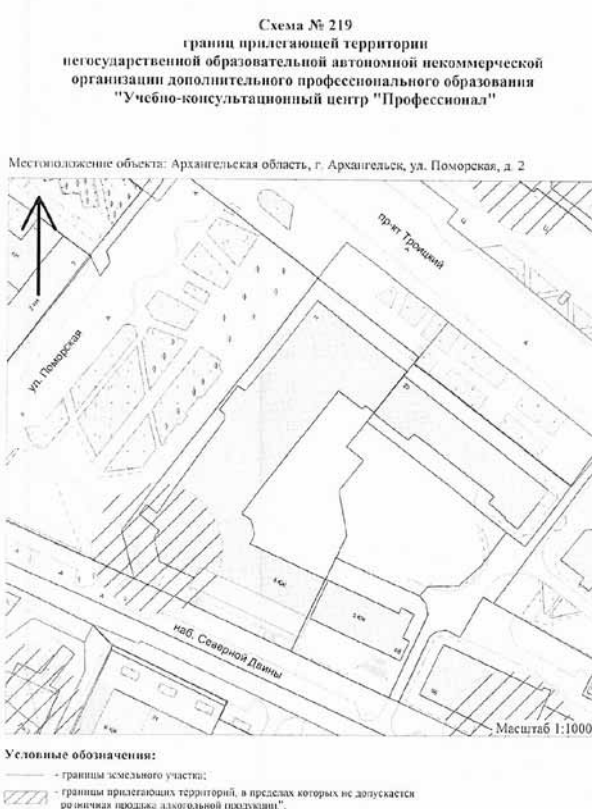 Схема № 219
границ прилегающей территории
негосударственной образовательной автономной некоммерческой
организации дополнительного профессионального образования
"Учебно-консультационный центр "Профессионал"
Местоположение объекта: Архангельская область, г. Архангельск, ул. Поморская, д. 2
пр-кт Троицкий
ул. Поморская
наб. Северной Двины
Масштаб 1:1000
Условные обозначения:
- границы земельного участка;
- границы прилегающих территорий, в пределах которых не допускается
розничная продажа алкогольной продукции".